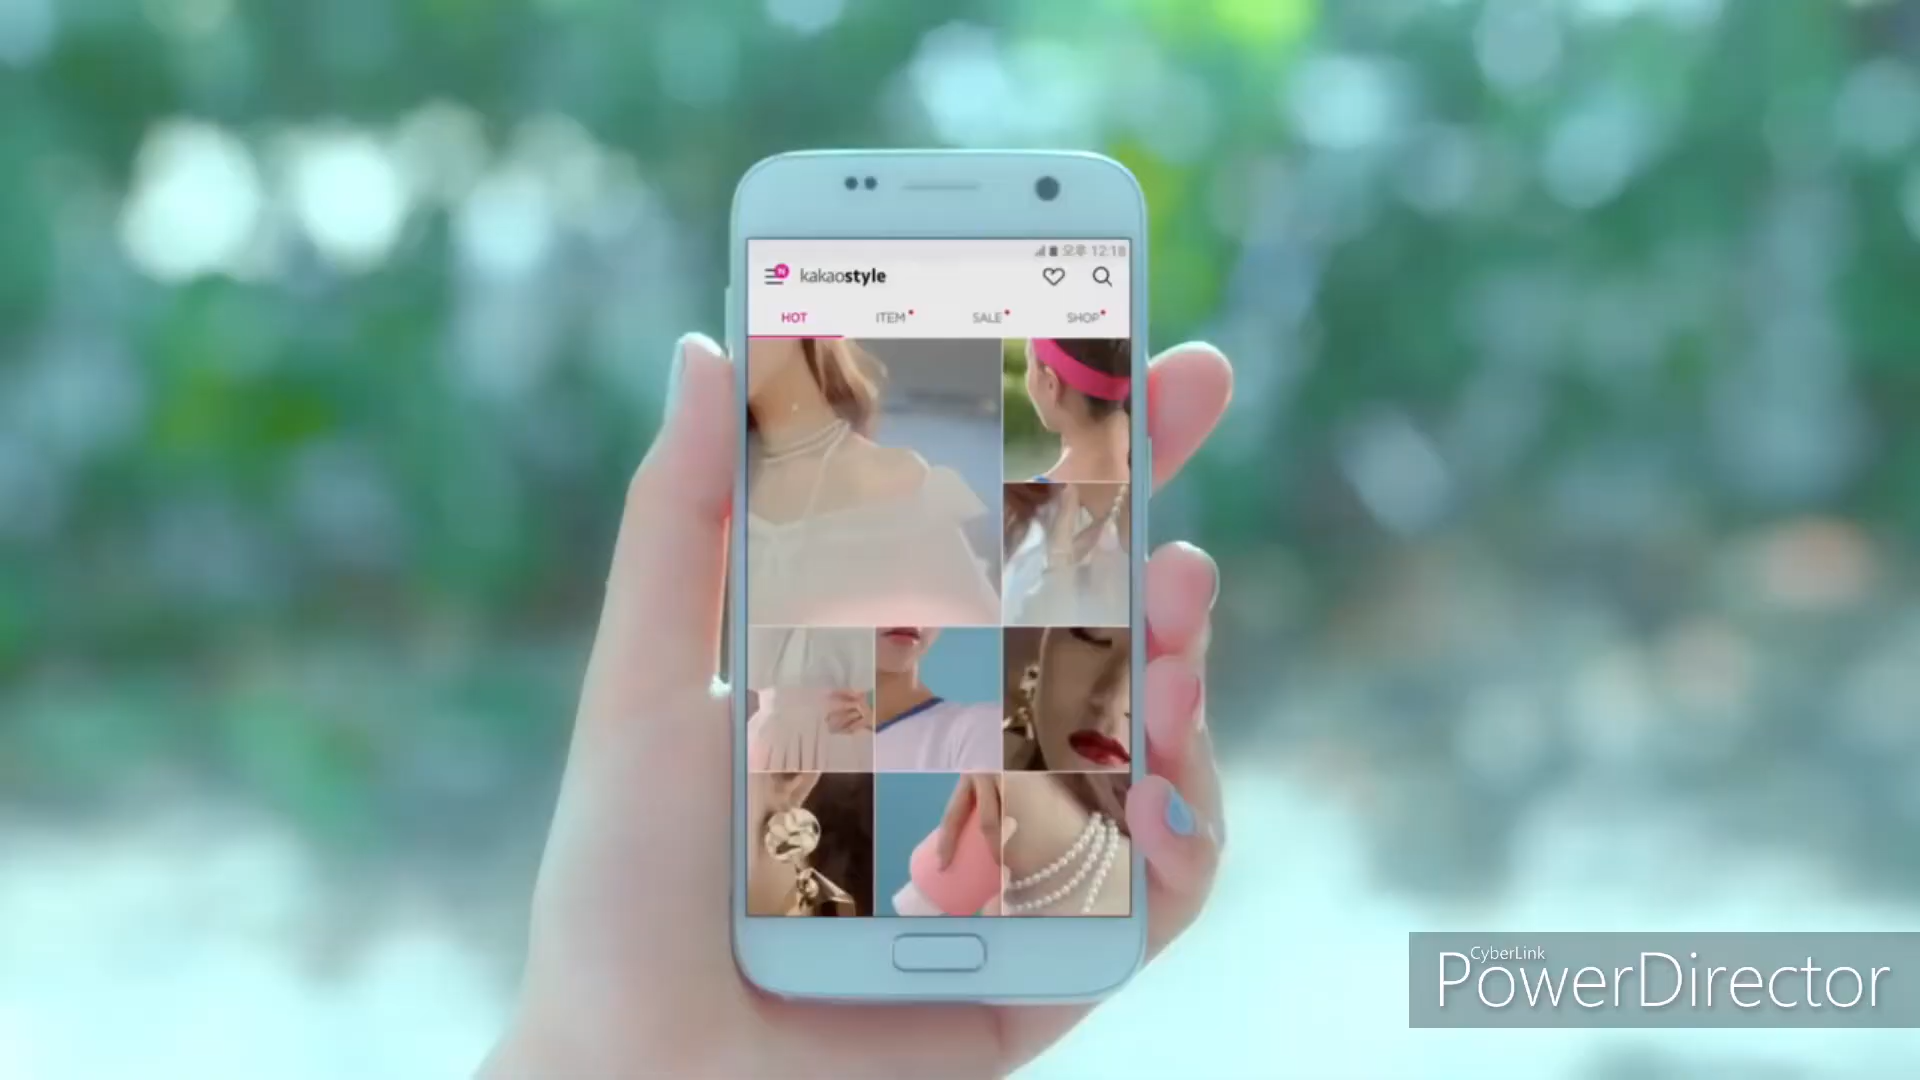 오후 12:18
N
kakaostyle
HOT
ITEM
SALE
SHOP
CyberLink
PowerDirector